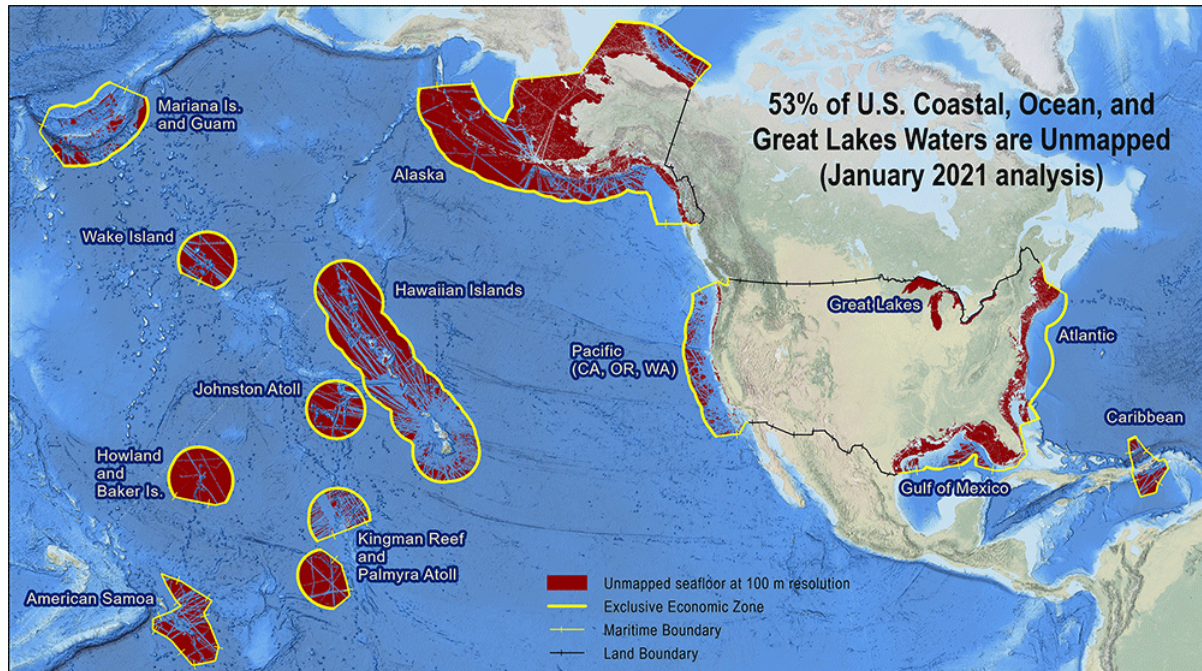 53% of U.S. Coastal, Ocean, and
Great Lakes Waters are Unmapped
(January 2021 analysis)
Mariana Is.
and Guam
Alaska
Wake Island
Hawaiian Islands
Great Lakes
Atlantic
Pacific
(CA, OR, WA)
Johnston Atoll
Caribbean
Howland
and
Baker Is.
Gulf of Mexico
Kingman Reef
and
Palmyra Atoll
American Samoa
Unmapped seafloor at 100 m resolution
Exclusive Economic Zone
Maritime Boundary
Land Boundary